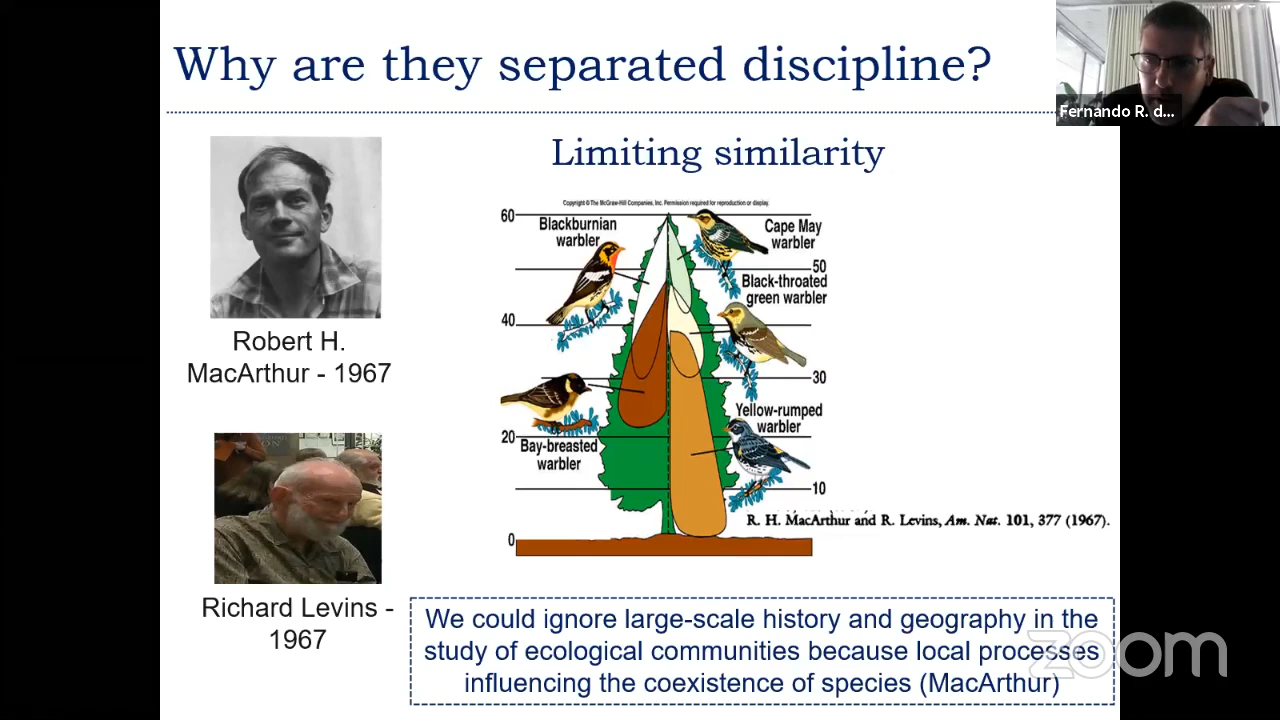 Why are they separated discipline?
Fernando R. d...
Limiting similarity
Copyright © The McGraw-Hill Companies, Inc. Permission required for reproduction or display.
60
Blackburnian
warbler
Cape May
warbler
50
Black-throated
green warbler
40
30
Yellow-rumped
warbler
20
Bay-breasted
warbler
10
0
R. H. MacArthur and R. Levins, Am. Nat. 101, 377 (1967).
Robert H.
MacArthur - 1967
Richard Levins -
1967
We could ignore large-scale history and geography in the
study of ecological communities because local processes
influencing the coexistence of species (MacArthur)
zoom